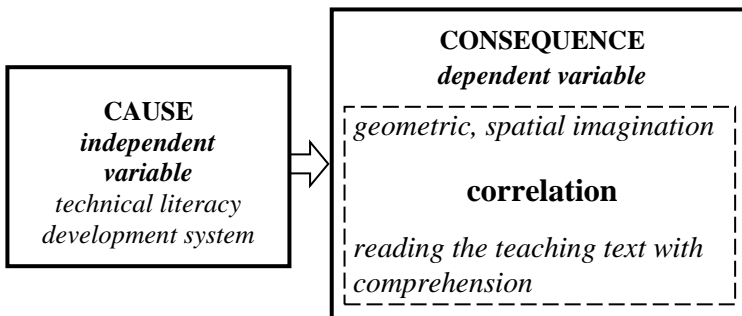 CAUSE
independent
variable
technical literacy
development system
CONSEQUENCE
dependent variable
geometric, spatial imagination
correlation
reading the teaching text with
comprehension